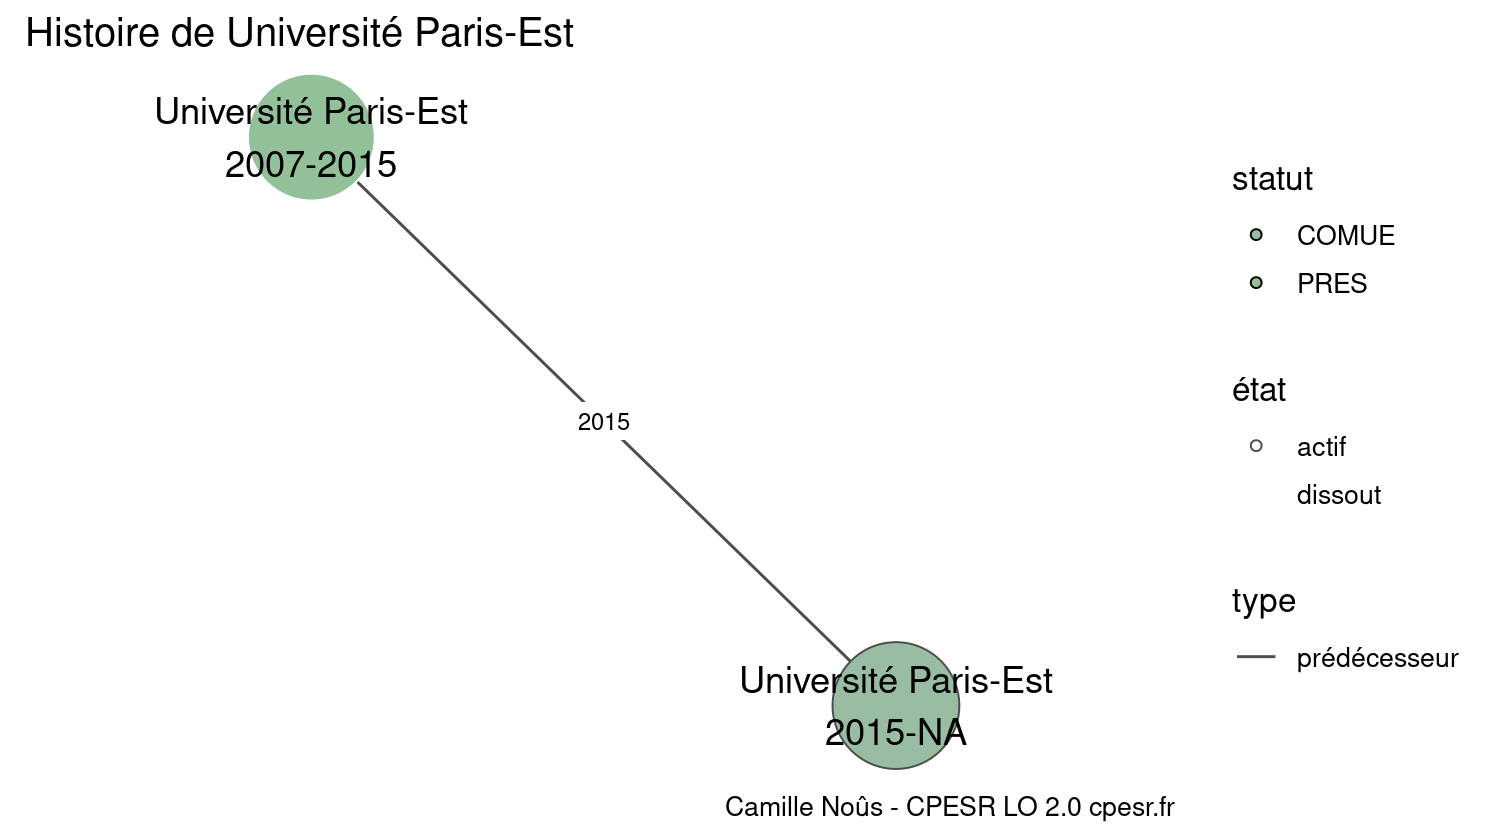 Histoire de Université Paris-Est
Université Paris-Est
2007-2015
2015
Université Paris-Est
2015-NA
statut
COMUE
PRES
état
actif
dissout
type
prédécesseur
Camille Noûs - CPESR LO 2.0 cpesr.fr